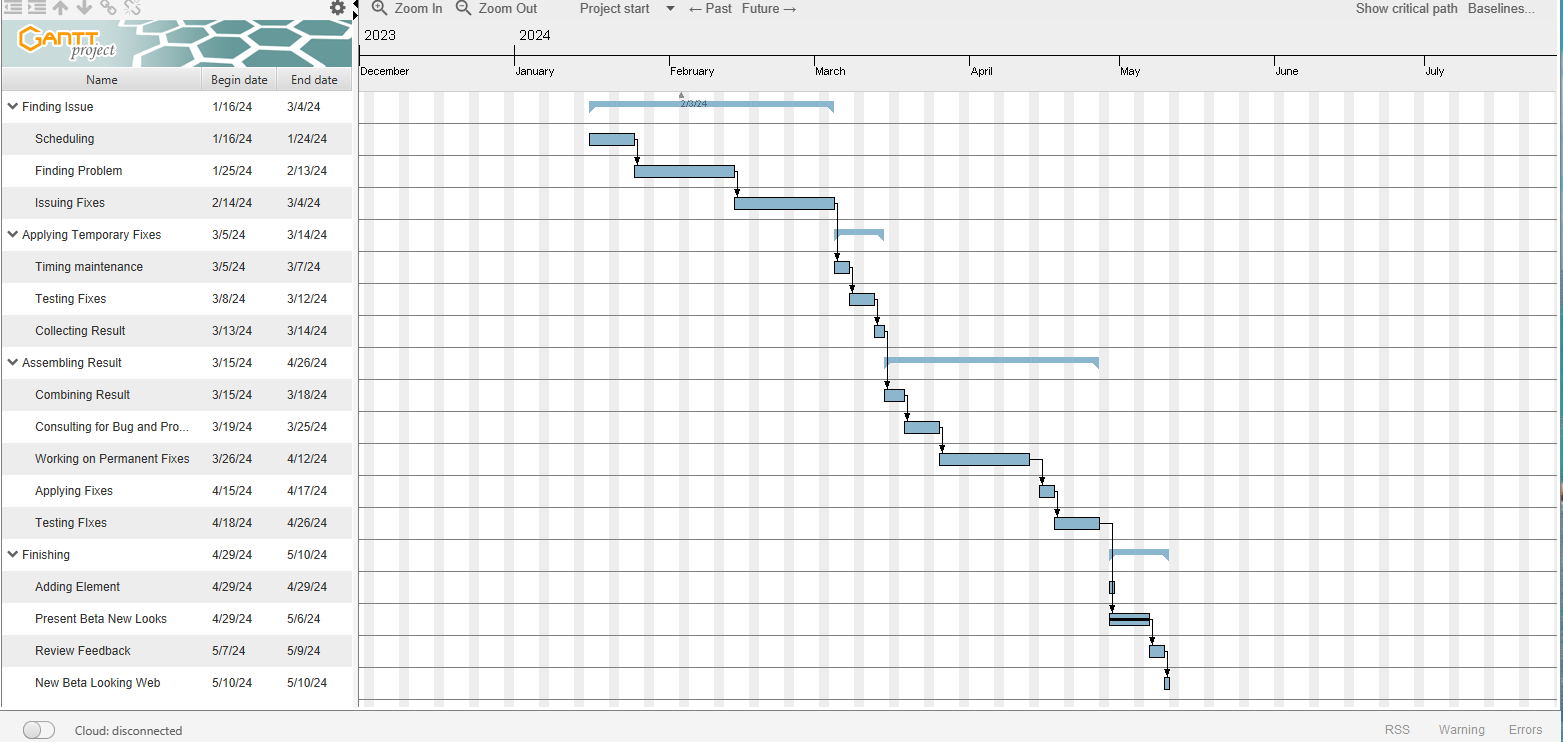 Zoom In Zoom Out Project start ← Past Future → Show critical path Baselines...
GANTT project
2023 2024
December January February March April May June July
Name Begin date End date
2/3/24
Finding Issue 1/16/24 3/4/24
Scheduling 1/16/24 1/24/24
Finding Problem 1/25/24 2/13/24
Issuing Fixes 2/14/24 3/4/24
Applying Temporary Fixes 3/5/24 3/14/24
Timing maintenance 3/5/24 3/7/24
Testing Fixes 3/8/24 3/12/24
Collecting Result 3/13/24 3/14/24
Assembling Result 3/15/24 4/26/24
Combining Result 3/15/24 3/18/24
Consulting for Bug and Pro... 3/19/24 3/25/24
Working on Permanent Fixes 3/26/24 4/12/24
Applying Fixes 4/15/24 4/17/24
Testing FIxes 4/18/24 4/26/24
Finishing 4/29/24 5/10/24
Adding Element 4/29/24 4/29/24
Present Beta New Looks 4/29/24 5/6/24
Review Feedback 5/7/24 5/9/24
New Beta Looking Web 5/10/24 5/10/24
Cloud: disconnected RSS Warning Errors